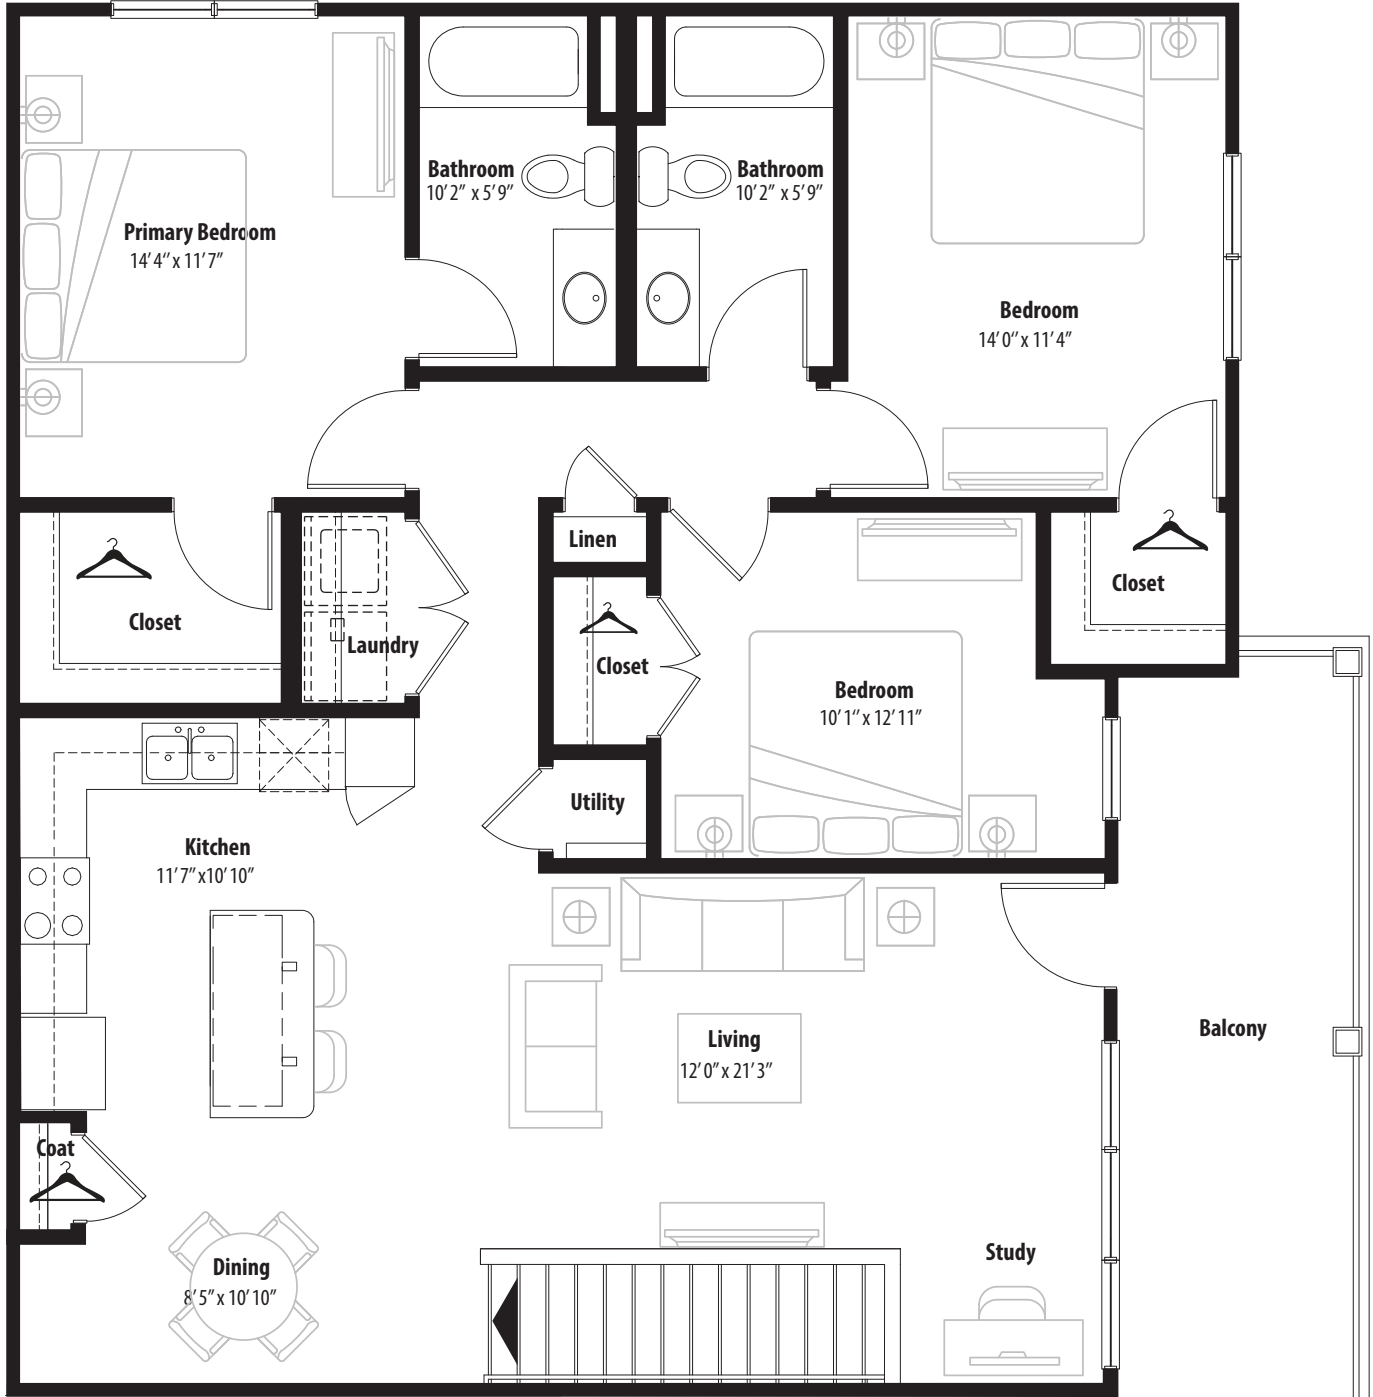 Bathroom
10'2" x 5'9"
Bathroom
10'2" x 5'9"
Primary Bedroom
14'4" x 11'7"
Bedroom
14'0" x 11'4"
Linen
Closet
Closet
Laundry
Closet
Bedroom
10'1" x 12'11"
Utility
Kitchen
11'7" x10'10"
Living
12'0" x 21'3"
Balcony
Coat
Study
Dining
8'5" x 10'10"